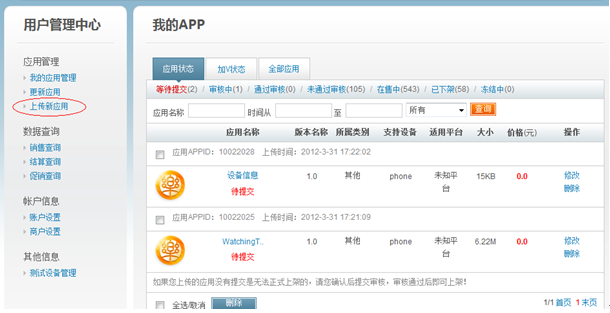 用户管理中心
应用管理
我的应用管理
更新应用
上传新应用
数据查询
销售查询
结算查询
促销查询
帐户信息
账户设置
商户设置
其他信息
测试设备管理
我的APP
应用状态 加V状态 全部应用
等待提交(2) / 审核中(1) / 通过审核(0) / 未通过审核(105) / 在售中(543) / 已下架(58) / 冻结中(0)
应用名称 时间从 至 所有 查询
应用名称 版本名称 所属类别 支持设备 适用平台 大小 价格(元) 操作
应用APPID：10022028 上传时间：2012-3-31 17:22:02
设备信息 1.0 其他 phone 未知平台 15KB 0.0 修改
待提交 删除
应用APPID：10022025 上传时间：2012-3-31 17:21:09
WatchingT.. 1.0 其他 phone 未知平台 6.22M 0.0 修改
待提交 删除
如果您上传的应用没有提交是无法正式上架的，请您确认后提交审核，审核通过后即可上架！
全选/取消 删除 1/1 首页 1 末页